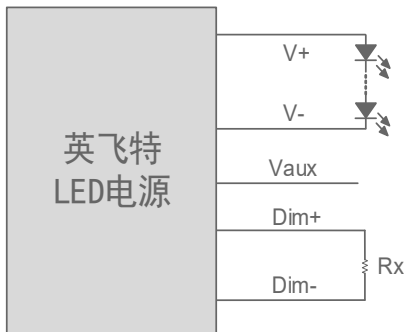 V+
V-
英飞特
LED电源
Vaux
Dim+
Rx
Dim-